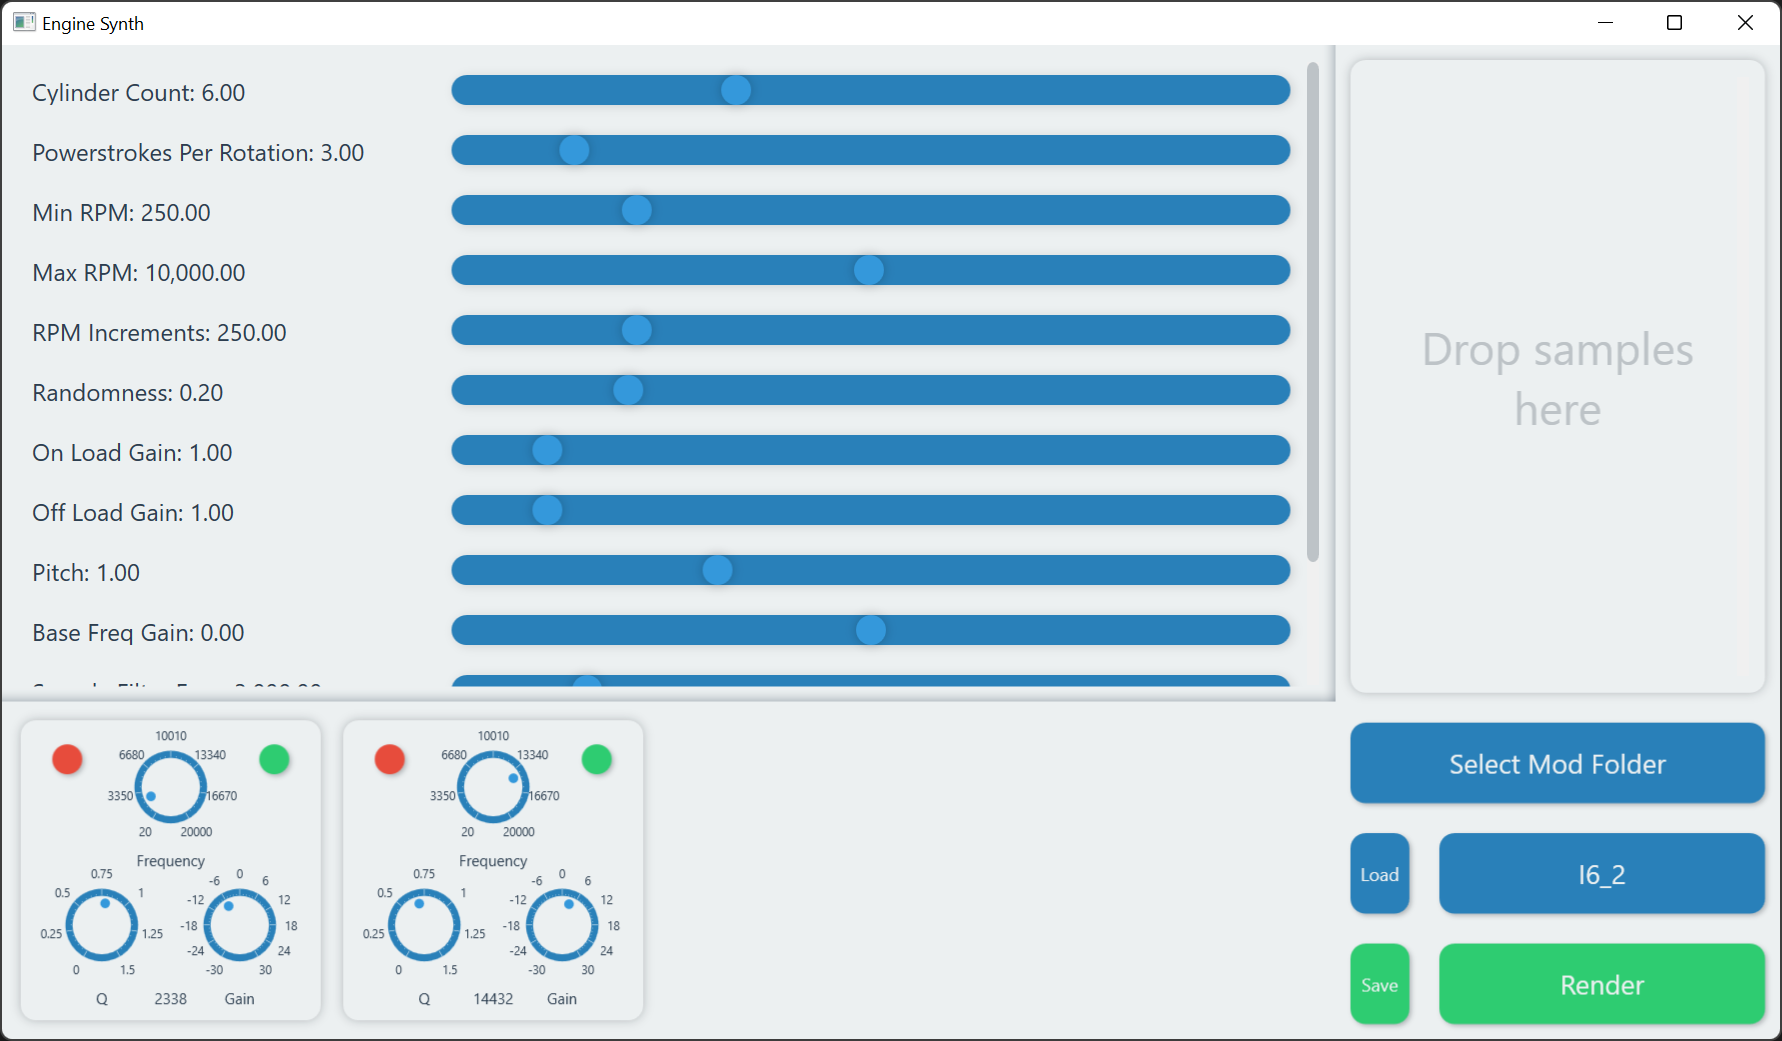 Engine Synth
Cylinder Count: 6.00
Powerstrokes Per Rotation: 3.00
Min RPM: 250.00
Max RPM: 10,000.00
RPM Increments: 250.00
Randomness: 0.20
On Load Gain: 1.00
Off Load Gain: 1.00
Pitch: 1.00
Base Freq Gain: 0.00
Drop samples
here
10010
6680 13340
3350 16670
20 20000
Frequency
0.75
0.5 1
0.25 1.25
0 1.5
0
-6 6
-12 12
-18 18
-24 24
-30 30
Q 2338 Gain
10010
6680 13340
3350 16670
20 20000
Frequency
0.75
0.5 1
0.25 1.25
0 1.5
0
-6 6
-12 12
-18 18
-24 24
-30 30
Q 14432 Gain
Select Mod Folder
Load I6_2
Save Render